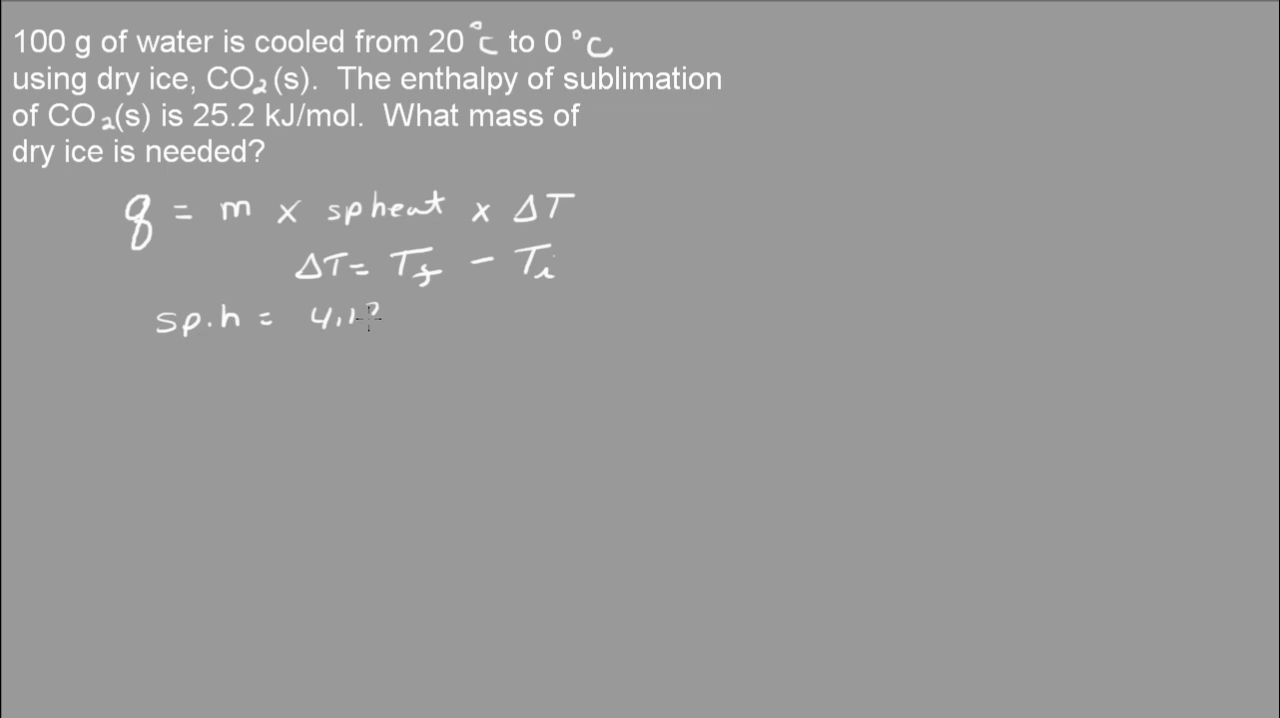 100 g of water is cooled from 20 °C to 0 °C
using dry ice, CO₂(s). The enthalpy of sublimation
of CO₂(s) is 25.2 kJ/mol. What mass of
dry ice is needed?
q = m x sp heat x ΔT
ΔT = Tf - Ti
sp.h =